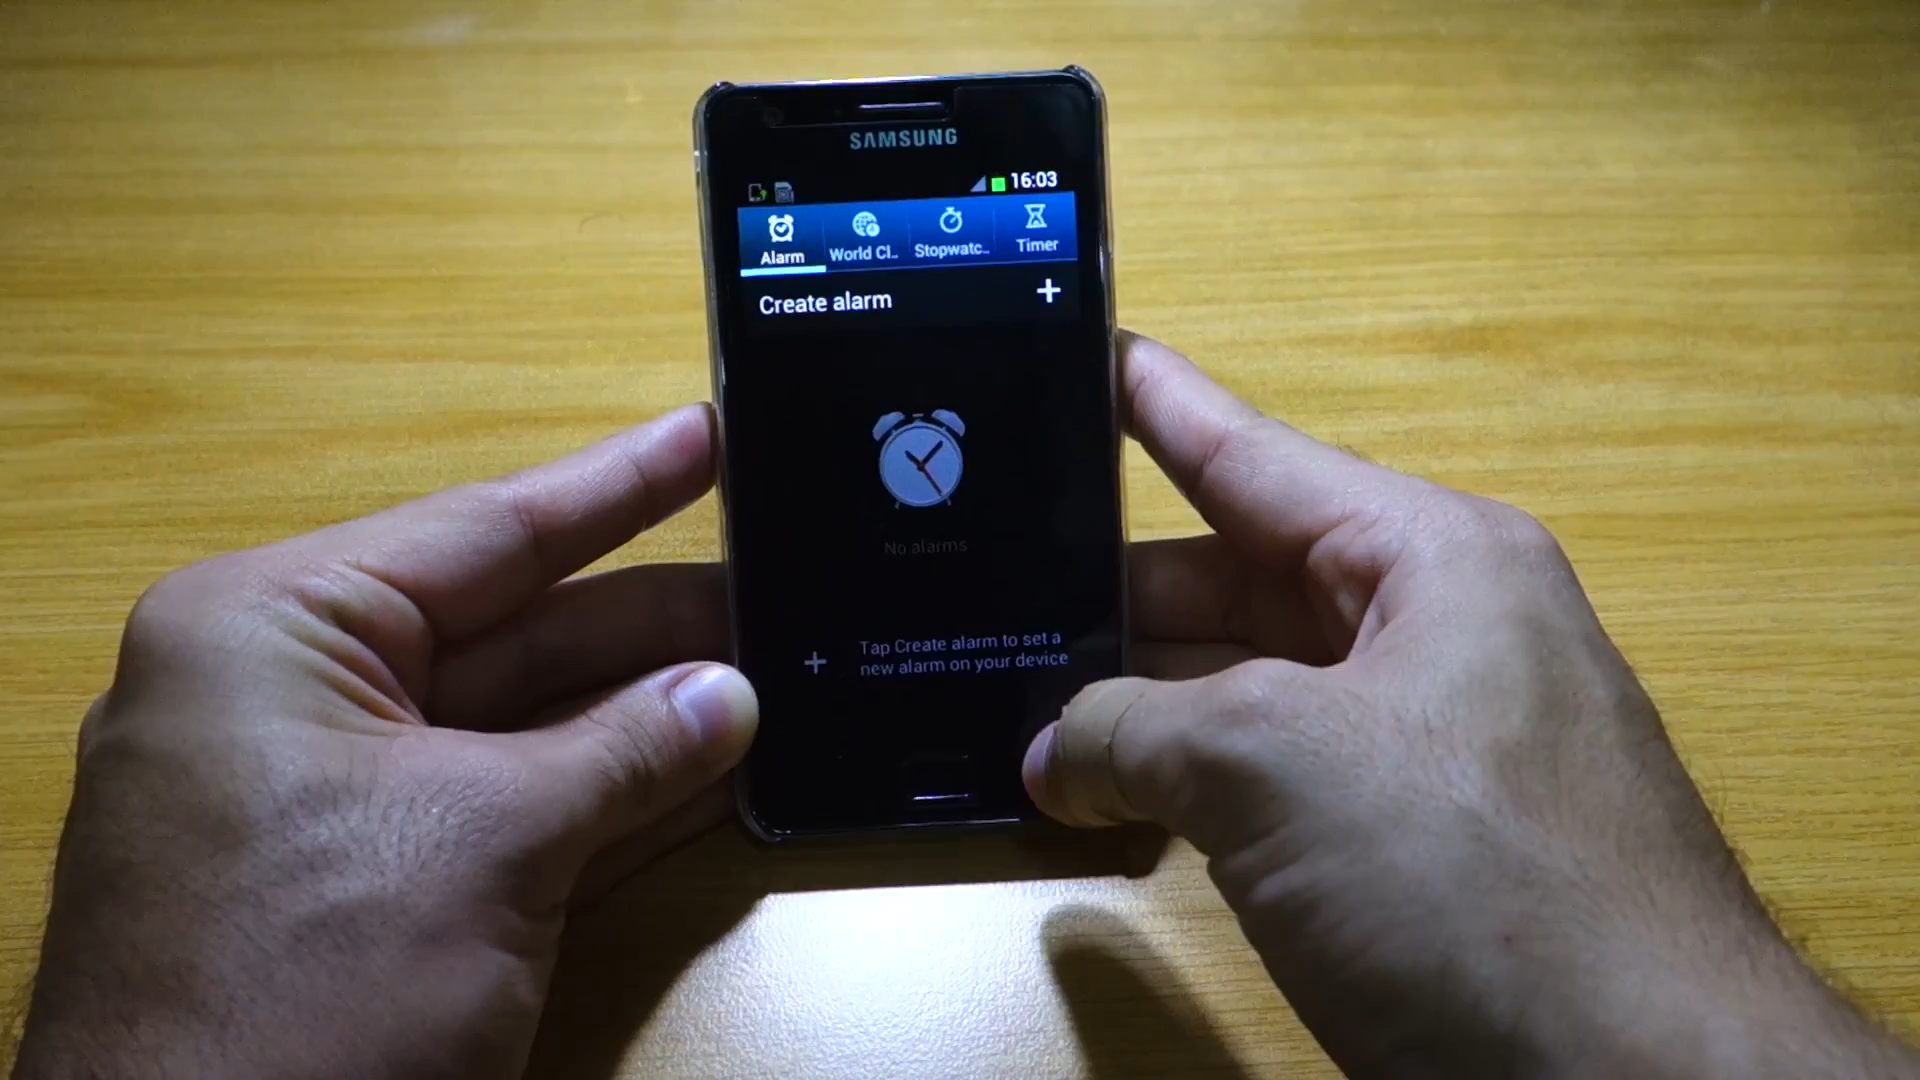 SAMSUNG
16:03
Alarm
World Cl..
Stopwatc..
Timer
Create alarm
No alarms
Tap Create alarm to set a
new alarm on your device